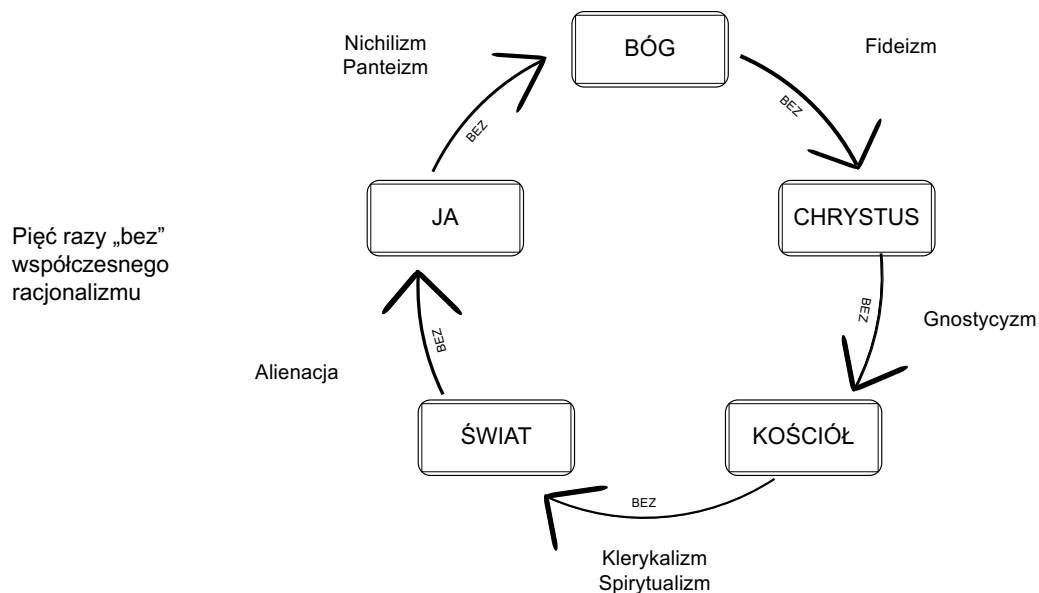 Pięć razy „bez”
współczesnego
racjonalizmu
BÓG
BEZ
Fideizm
CHRYSTUS
BEZ
Gnostycyzm
KOŚCIÓŁ
BEZ
Klerykalizm
Spirytualizm
ŚWIAT
BEZ
Alienacja
JA
BEZ
Nichilizm
Panteizm